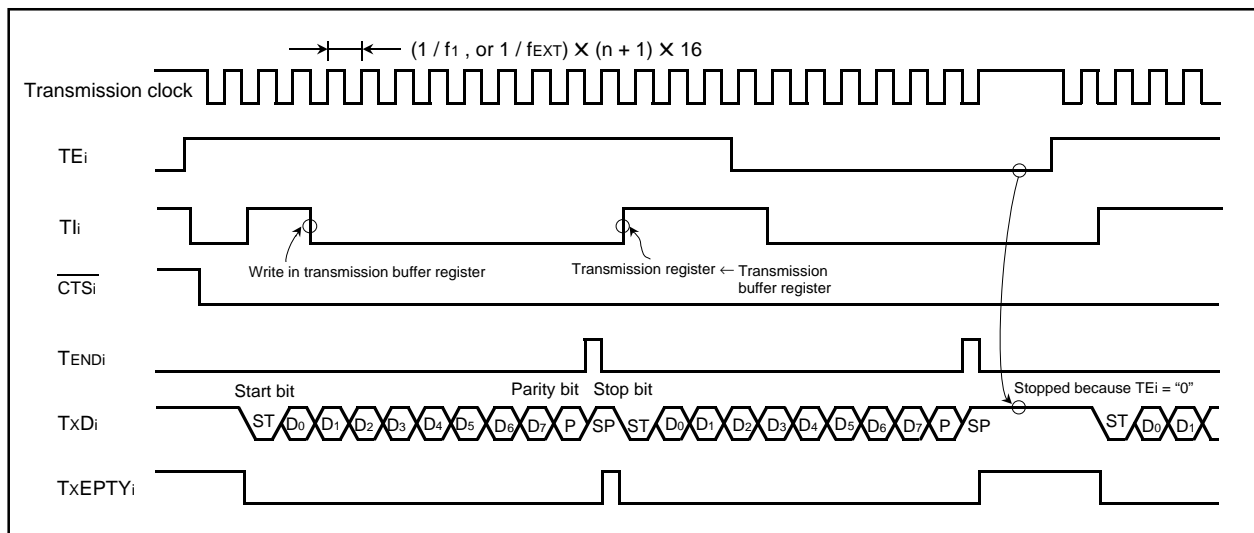 (1 / f1 , or 1 / fEXT) X (n + 1) X 16
Transmission clock
TEi
TIi
Write in transmission buffer register
Transmission register ← Transmission
buffer register
CTSi
TENDi
Start bit
Parity bit
Stop bit
Stopped because TEi = “0”
TXDi
ST D0 D1 D2 D3 D4 D5 D6 D7 P SP ST D0 D1 D2 D3 D4 D5 D6 D7 P SP ST D0 D1
TXEPTYi